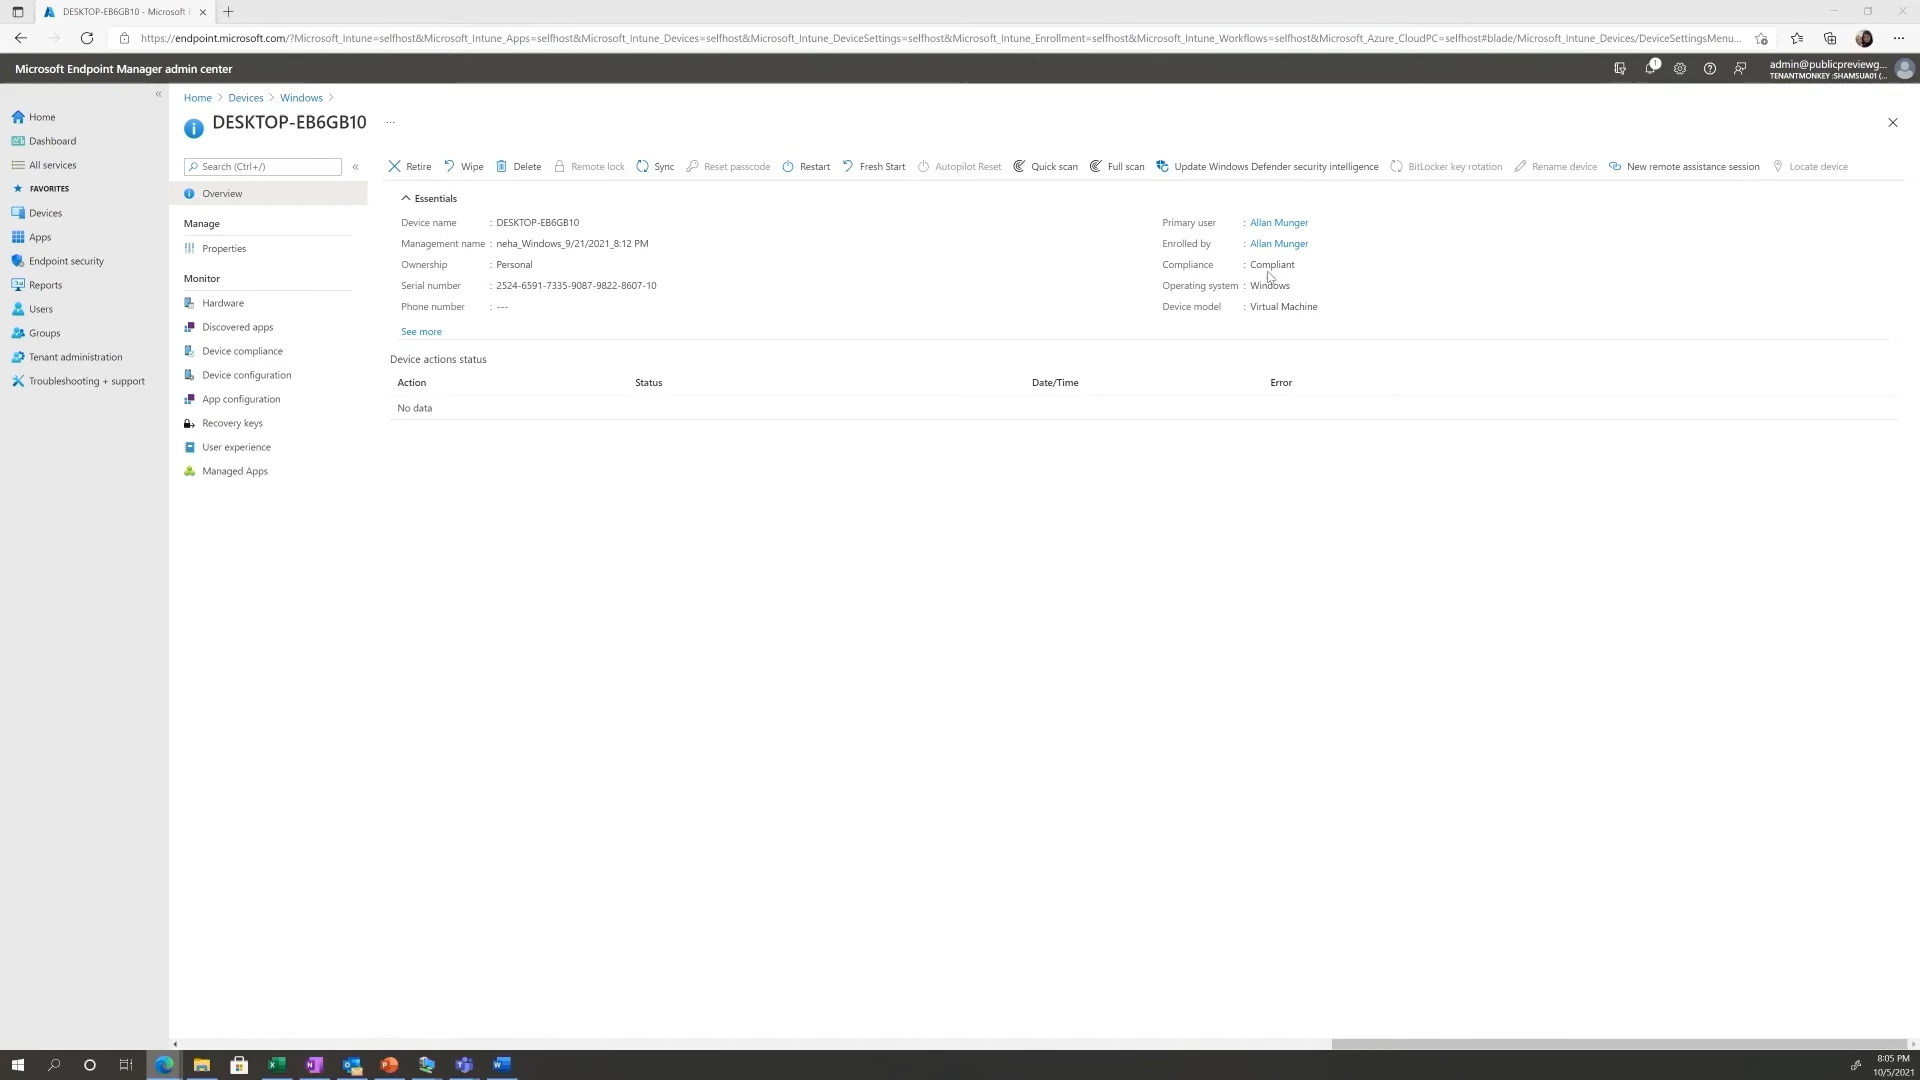 DESKTOP-EB6GB10 - Microsoft E
https://endpoint.microsoft.com/?Microsoft_Intune=selfhost&Microsoft_Intune_Apps=selfhost&Microsoft_Intune_Devices=selfhost&Microsoft_Intune_DeviceSettings=selfhost&Microsoft_Intune_Enrollment=selfhost&Microsoft_Intune_Workflows=selfhost&Microsoft_Azure_CloudPC=selfhost#blade/Microsoft_Intune_Devices/DeviceSettingsMenu...
Microsoft Endpoint Manager admin center
1
admin@publicpreviewg...
TENANTMONKEY :SHAMSUA01 (...
Home > Devices > Windows >
DESKTOP-EB6GB10 ...
Home
Dashboard
All services
FAVORITES
Devices
Apps
Endpoint security
Reports
Users
Groups
Tenant administration
Troubleshooting + support
Search (Ctrl+/)
Overview
Manage
Properties
Monitor
Hardware
Discovered apps
Device compliance
Device configuration
App configuration
Recovery keys
User experience
Managed Apps
Retire Wipe Delete Remote lock Sync Reset passcode Restart Fresh Start Autopilot Reset Quick scan Full scan Update Windows Defender security intelligence BitLocker key rotation Rename device New remote assistance session Locate device
Essentials
Device name : DESKTOP-EB6GB10
Management name : neha_Windows_9/21/2021_8:12 PM
Ownership : Personal
Serial number : 2524-6591-7335-9087-9822-8607-10
Phone number : ---
See more
Primary user : Allan Munger
Enrolled by : Allan Munger
Compliance : Compliant
Operating system : Windows
Device model : Virtual Machine
Device actions status
Action Status Date/Time Error
No data
8:05 PM
10/5/2021